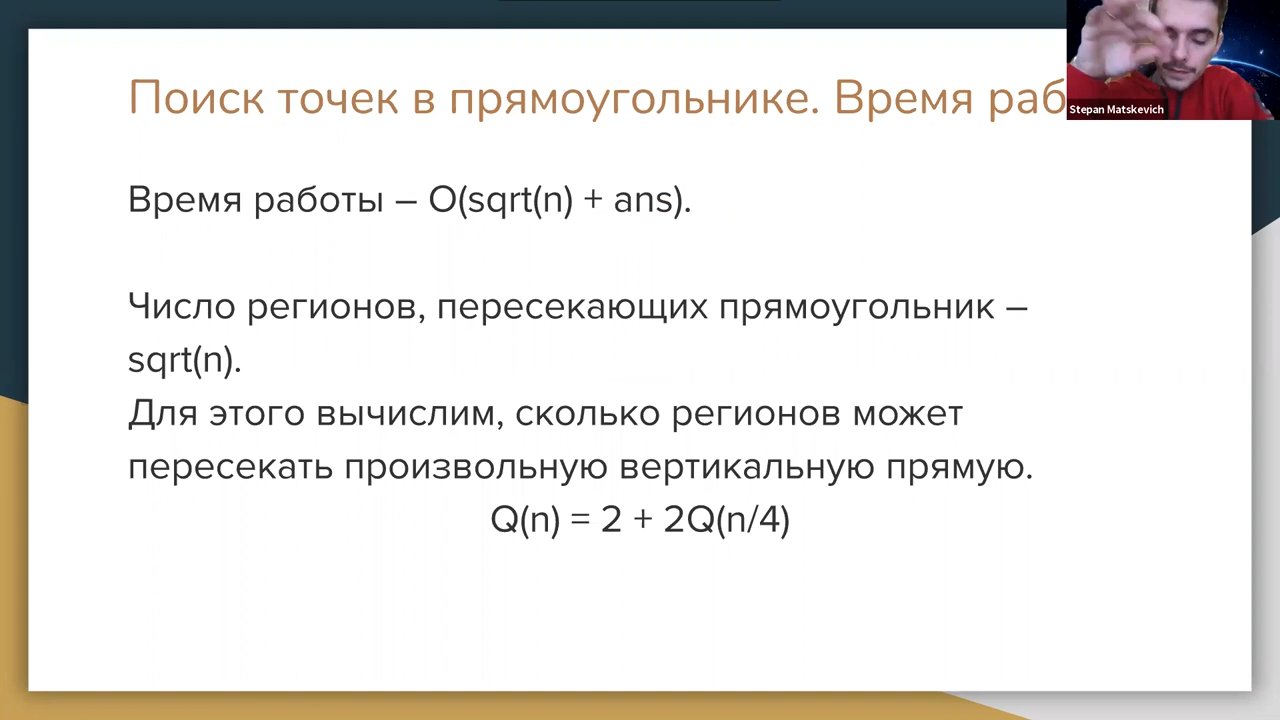 Поиск точек в прямоугольнике. Время раб
Stepan Matskevich
Время работы – O(sqrt(n) + ans).
Число регионов, пересекающих прямоугольник –
sqrt(n).
Для этого вычислим, сколько регионов может
пересекать произвольную вертикальную прямую.
Q(n) = 2 + 2Q(n/4)